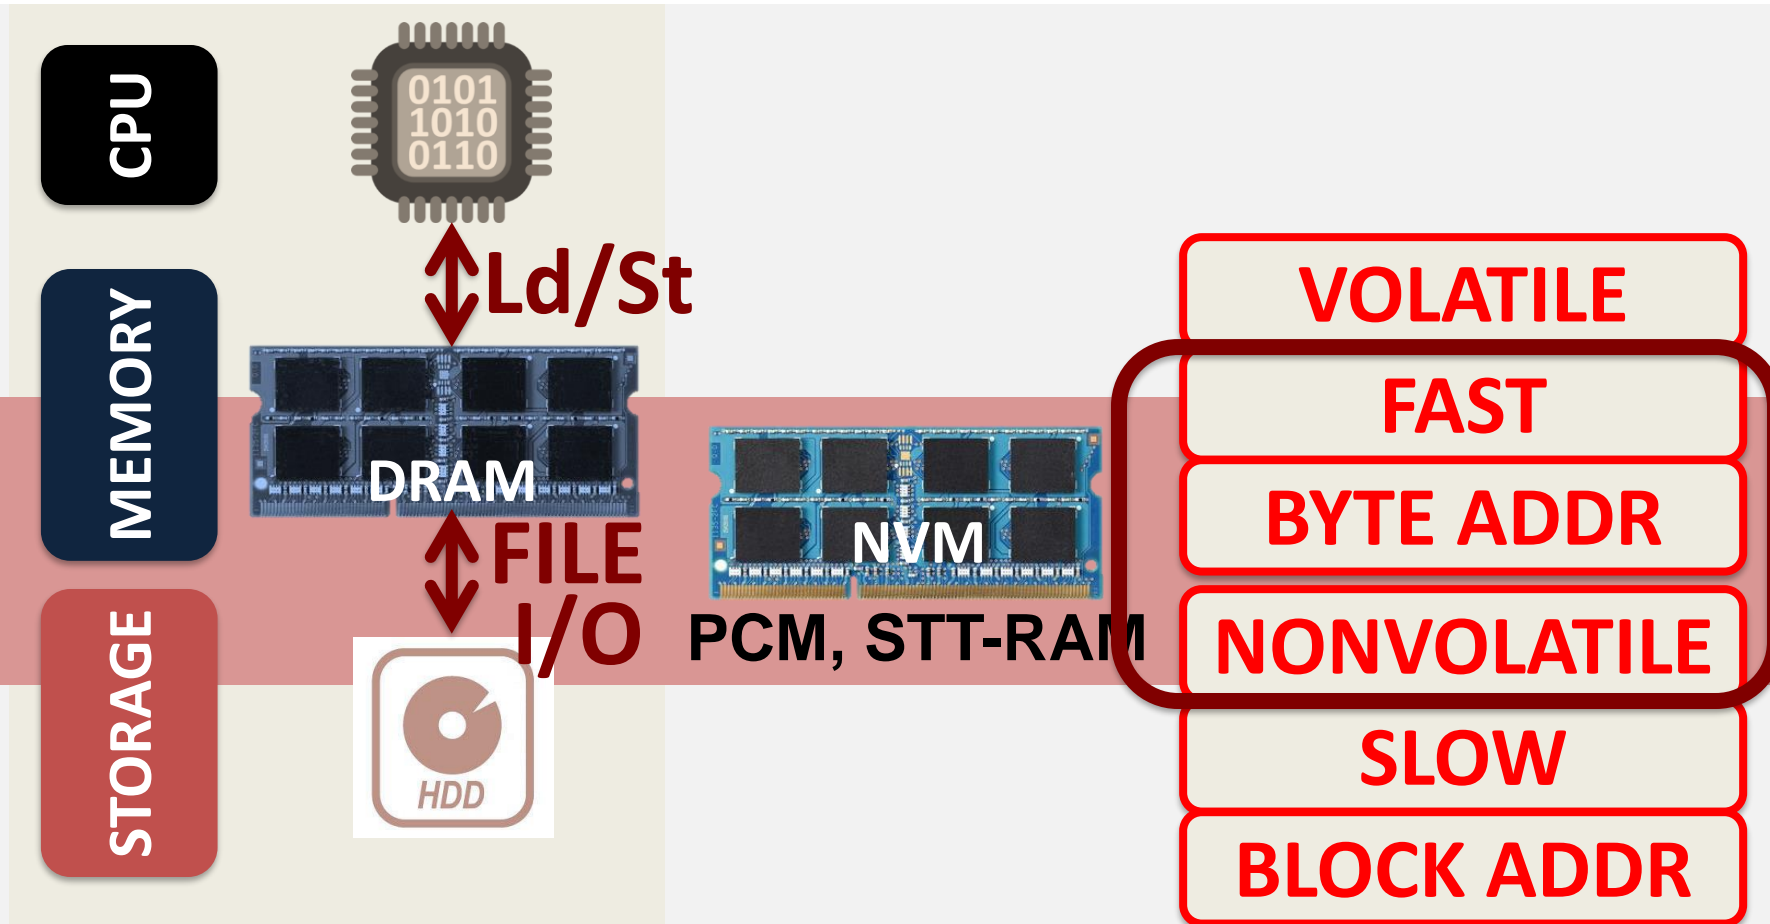 CPU
0101
1010
0110
Ld/St
VOLATILE
MEMORY
FAST
DRAM
BYTE ADDR
NVM
FILE
I/O
PCM, STT-RAM
NONVOLATILE
STORAGE
HDD
SLOW
BLOCK ADDR